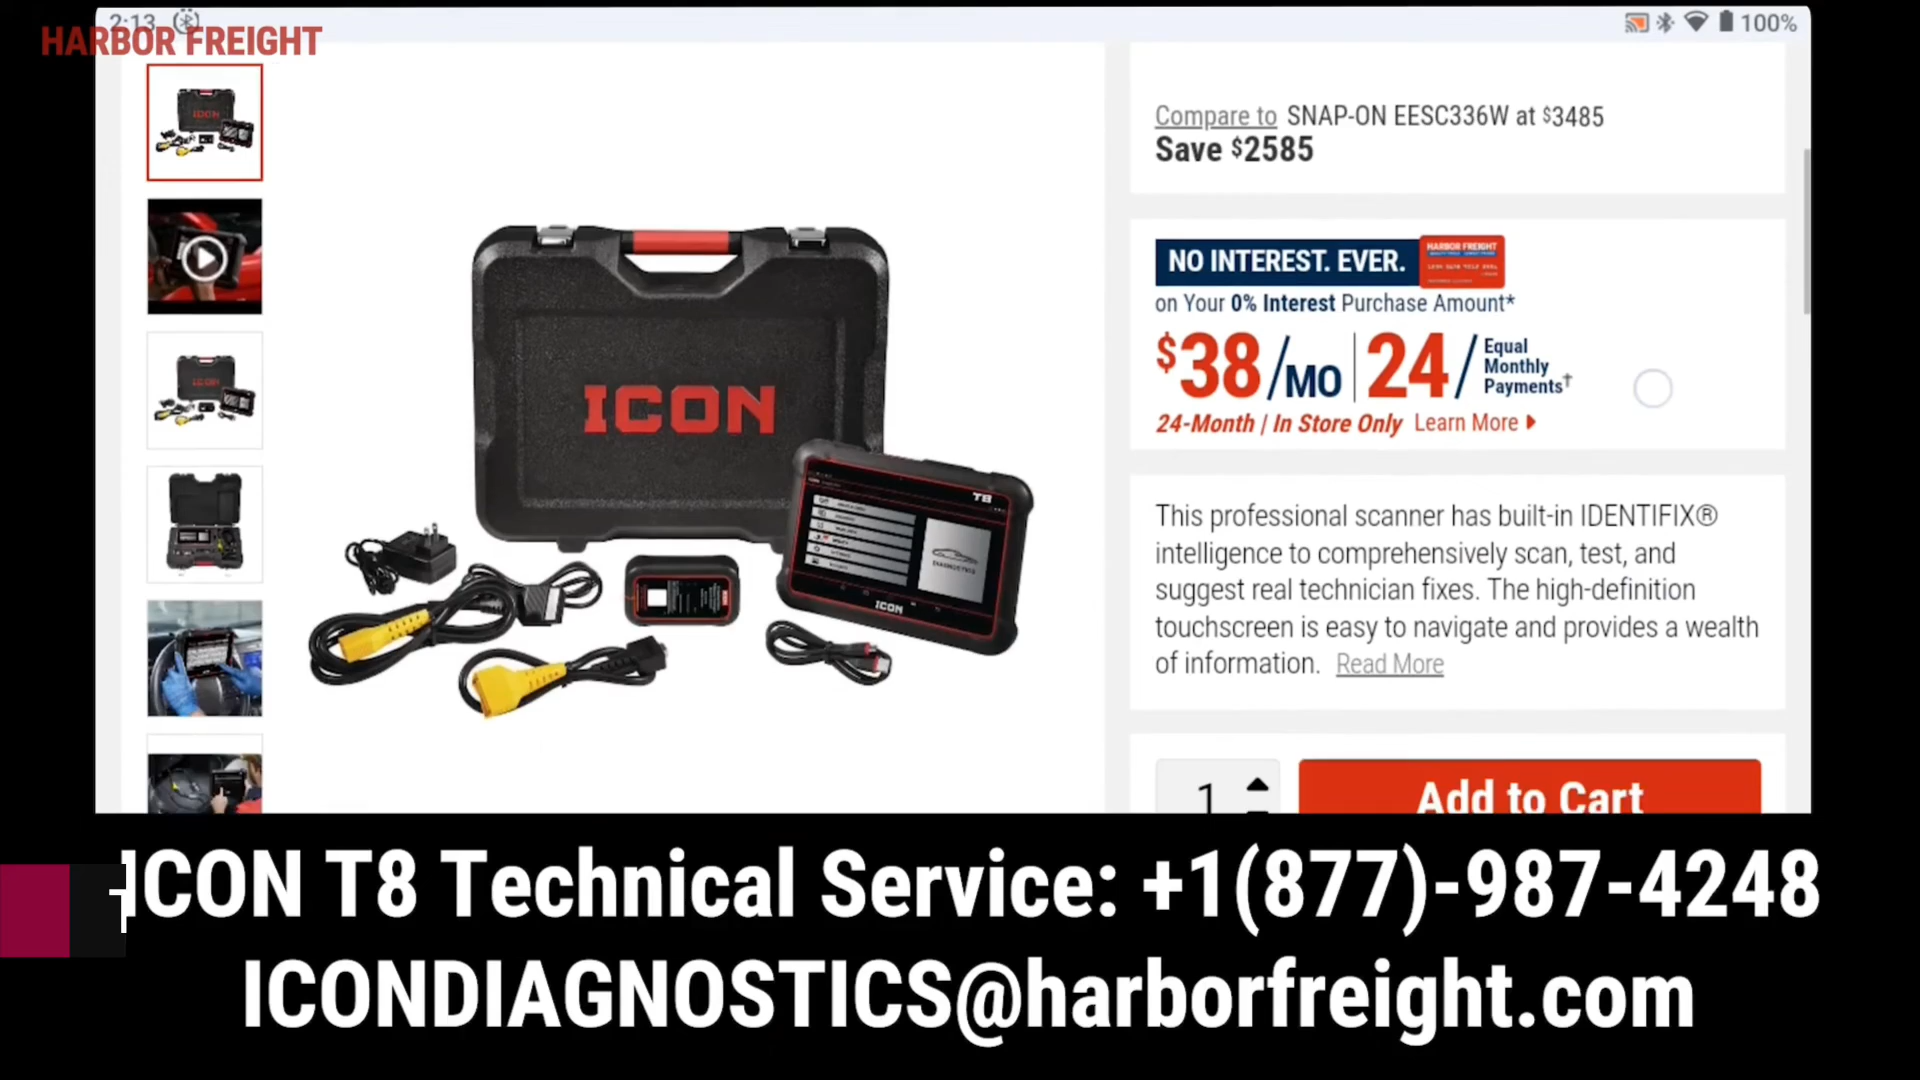 2:13
100%
HARBOR FREIGHT
Compare to SNAP-ON EESC336W at $3485
Save $2585
NO INTEREST. EVER.
HARBOR FREIGHT
on Your 0% Interest Purchase Amount*
$38/MO 24/ Equal
Monthly
Payments†
24-Month / In Store Only Learn More
This professional scanner has built-in IDENTIFIX®
intelligence to comprehensively scan, test, and
suggest real technician fixes. The high-definition
touchscreen is easy to navigate and provides a wealth
of information. Read More
1
Add to Cart
ICON
ICON
T8
DIAGNOSTICS
ICON
ICON T8 Technical Service: +1(877)-987-4248
ICONDIAGNOSTICS@harborfreight.com